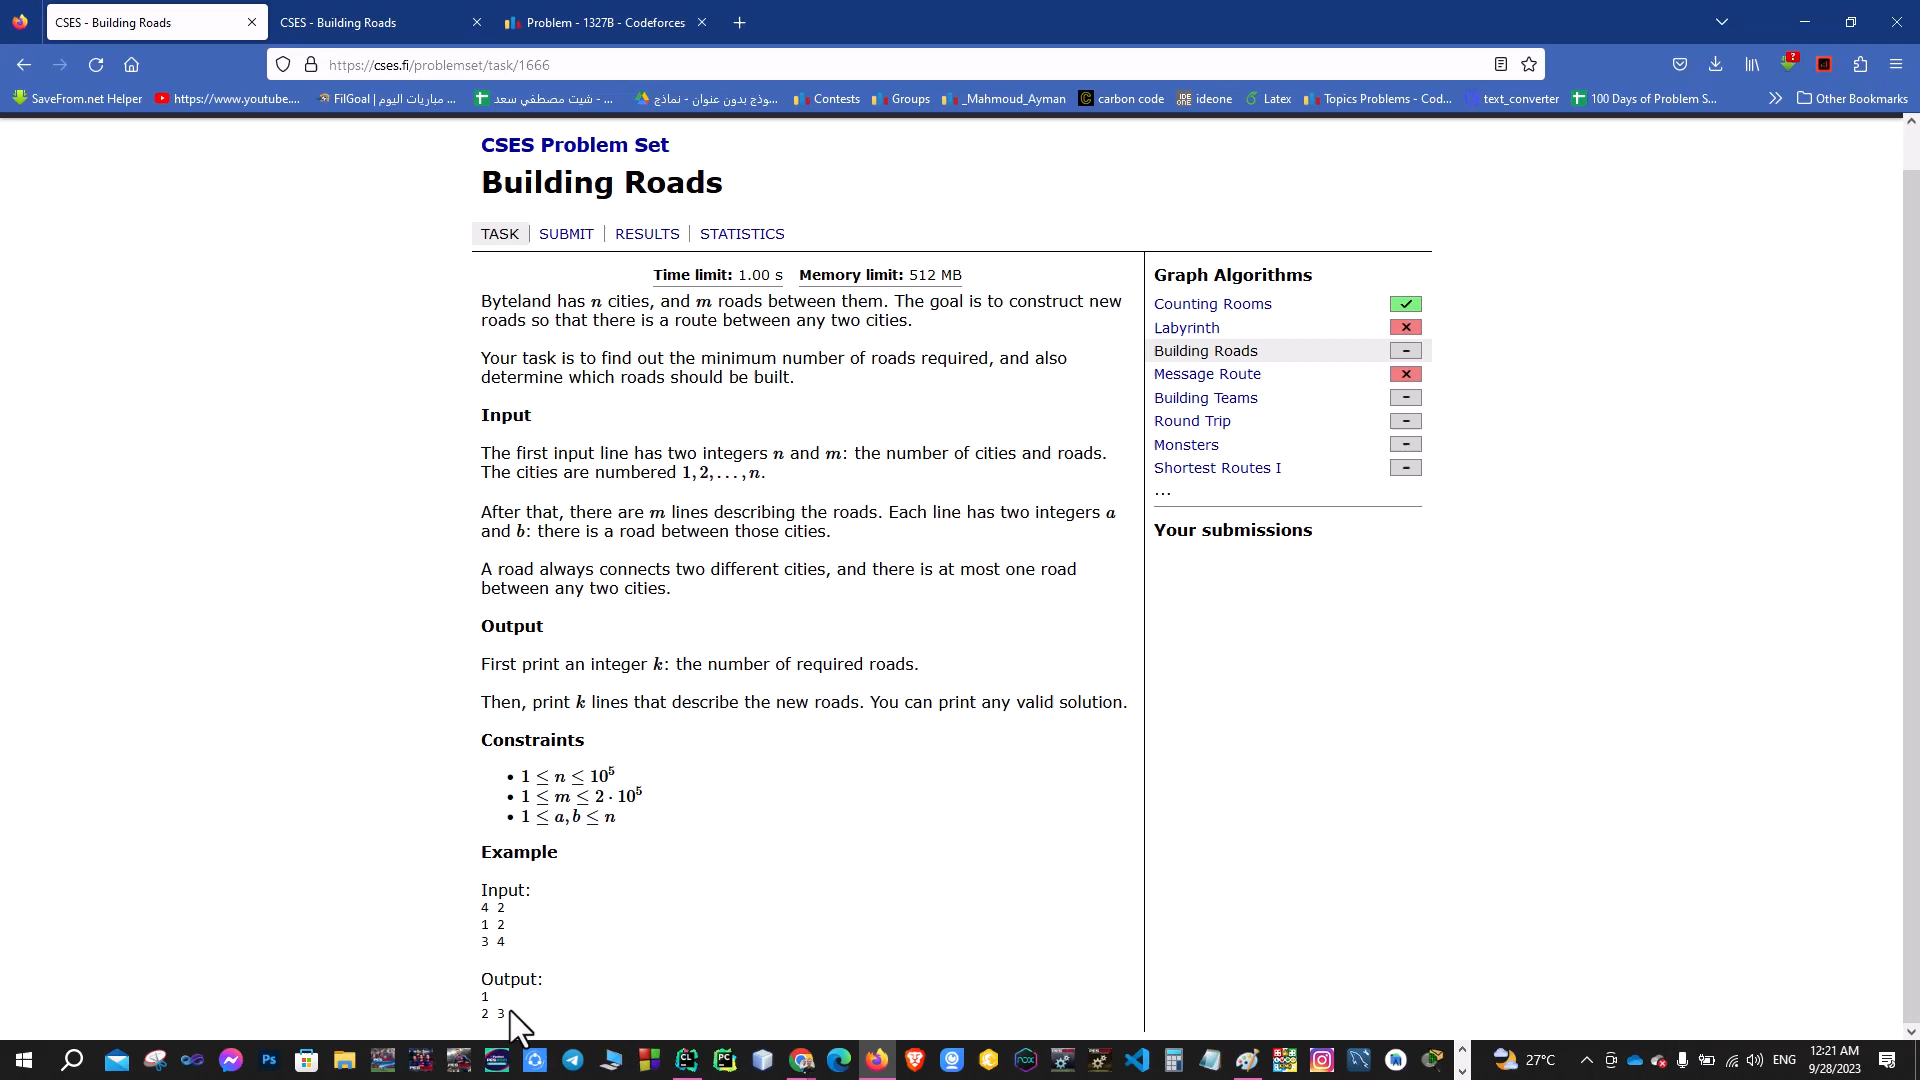 CSES - Building Roads
CSES - Building Roads
Problem - 1327B - Codeforces
https://cses.fi/problemset/task/1666
SaveFrom.net Helper
https://www.youtube....
FilGoal | مباريات اليوم ...
شيت مصطفي سعد - ...
نموذج بدون عنوان - نماذج...
Contests
Groups
_Mahmoud_Ayman
carbon code
ideone
Latex
Topics Problems - Cod...
text_converter
100 Days of Problem S...
Other Bookmarks
CSES Problem Set
Building Roads
TASK | SUBMIT | RESULTS | STATISTICS
Time limit: 1.00 s Memory limit: 512 MB
Byteland has n cities, and m roads between them. The goal is to construct new
roads so that there is a route between any two cities.
Your task is to find out the minimum number of roads required, and also
determine which roads should be built.
Input
The first input line has two integers n and m: the number of cities and roads.
The cities are numbered 1, 2, . . . , n.
After that, there are m lines describing the roads. Each line has two integers a
and b: there is a road between those cities.
A road always connects two different cities, and there is at most one road
between any two cities.
Output
First print an integer k: the number of required roads.
Then, print k lines that describe the new roads. You can print any valid solution.
Constraints
• 1 ≤ n ≤ 10⁵
• 1 ≤ m ≤ 2 · 10⁵
• 1 ≤ a, b ≤ n
Example
Input:
4 2
1 2
3 4
Output:
1
2 3
Graph Algorithms
Counting Rooms
Labyrinth
Building Roads
Message Route
Building Teams
Round Trip
Monsters
Shortest Routes I
...
Your submissions
27°C
ENG
12:21 AM
9/28/2023